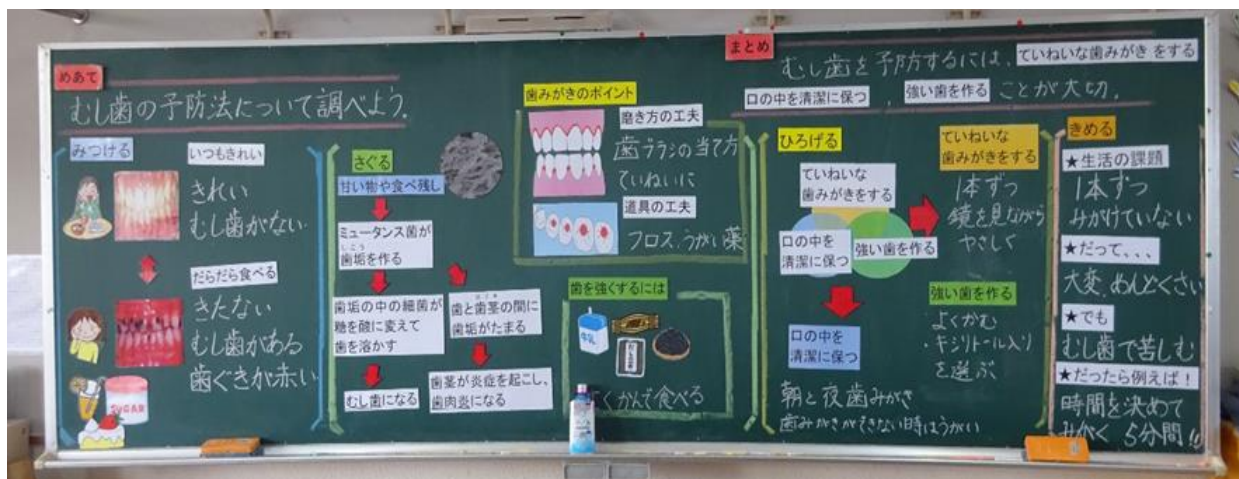 めあて
むし歯の予防法について調べよう.
みつける
いつもきれい
きれい
むし歯がない
だらだら食べる
きたない
むし歯がある
歯ぐきが赤い
SUGAR
さぐる
甘い物や食べ残し
ミュータンス菌が
しこう
歯垢を作る
歯垢の中の細菌が
糖を酸に変えて
歯を溶かす
むし歯になる
歯と歯茎の間に
歯垢がたまる
歯茎が炎症を起こし、
歯肉炎になる
歯みがきのポイント
磨き方の工夫
歯ブラシの当て方
ていねいに
道具の工夫
フロス、うがい薬
歯を強くするには
牛乳
よくかんで食べる
まとめ
むし歯を予防するには、ていねいな歯みがきをする
口の中を清潔に保つ、強い歯を作ることが大切.
ひろげる
ていねいな
歯みがきをする
口の中を
清潔に保つ
強い歯を作る
ていねいな
歯みがきをする
1本ずつ
鏡を見ながら
やさしく
強い歯を作る
よくかむ
・キシリトール入り
を選ぶ
口の中を
清潔に保つ
朝と夜歯みがき
歯みがきができない時はうがい
きめる
★生活の課題
1本ずつ
みがけていない
★だって、、、
大変、めんどくさい
★でも
むし歯で苦しむ
★だったら例えば！
時間を決めて
みがく 5分間!!